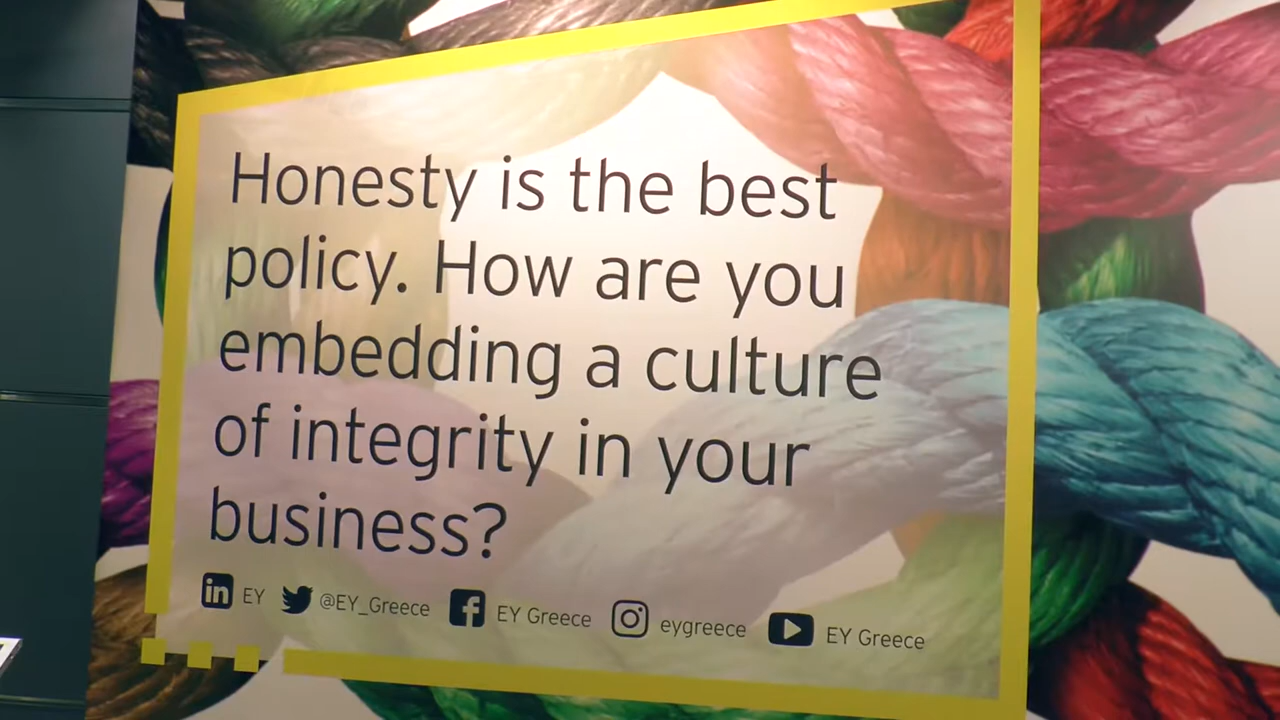 Honesty is the best
policy. How are you
embedding a culture
of integrity in your
business?
in EY @EY_Greece f EY Greece eygreece EY Greece